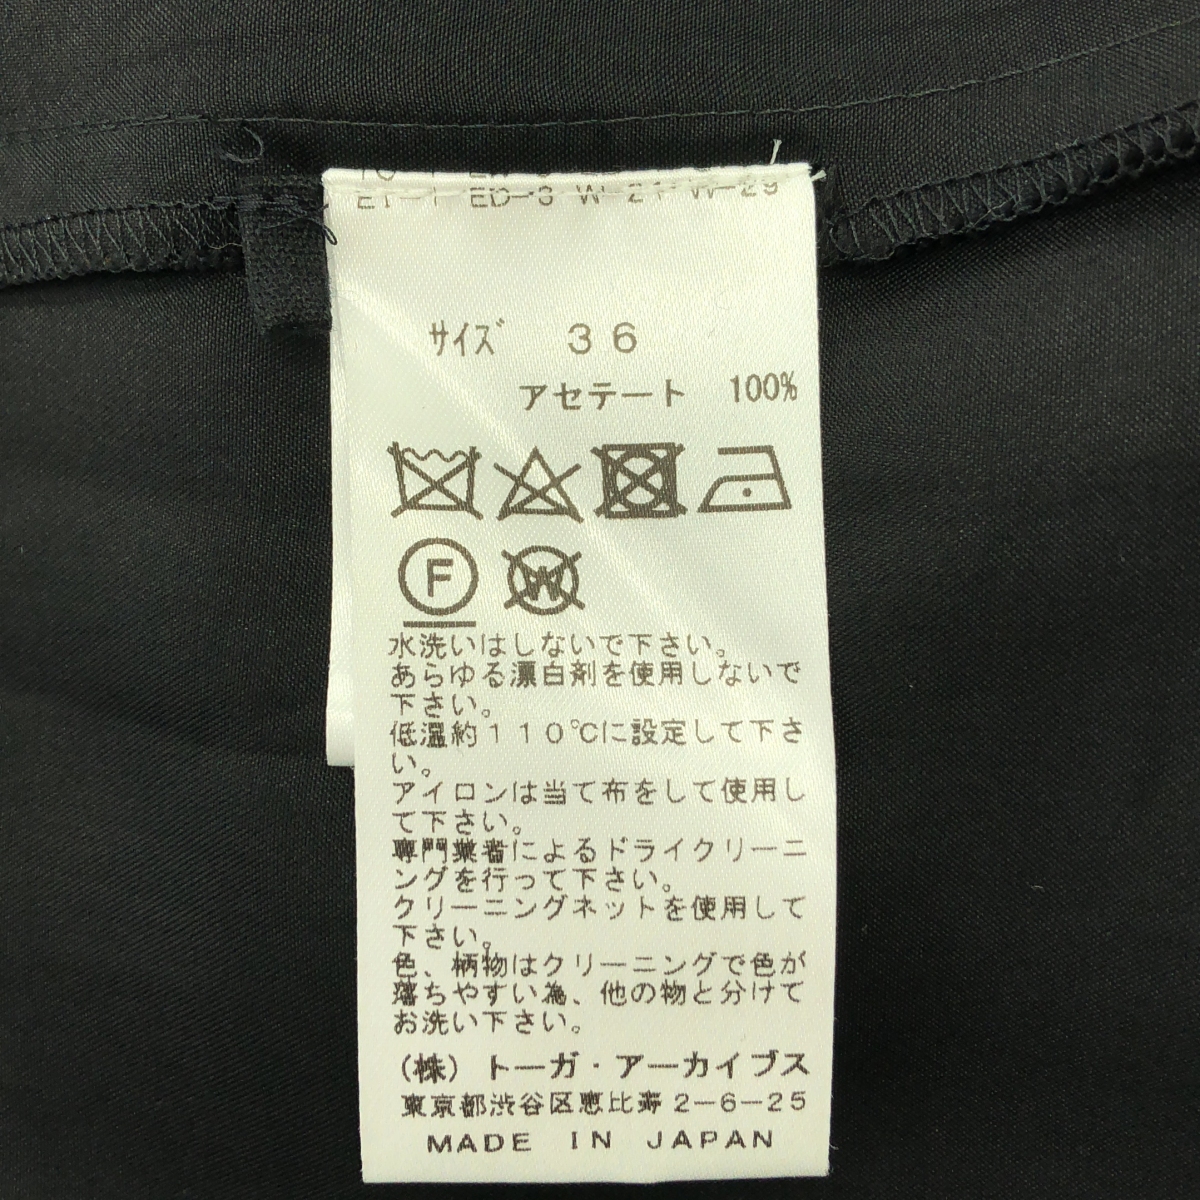 ET-1 ED-3 W-21 W-29
サイズ 36
アセテート 100%
F
W
水洗いはしないで下さい。
あらゆる漂白剤を使用しないで
下さい。
低温約110℃に設定して下さ
い。
アイロンは当て布をして使用し
て下さい。
専門業者によるドライクリーニ
ングを行って下さい。
クリーニングネットを使用して
下さい。
色、柄物はクリーニングで色が
落ちやすい為、他の物と分けて
お洗い下さい。
(株)トーガ・アーカイブス
東京都渋谷区恵比寿2-6-25
MADE IN JAPAN